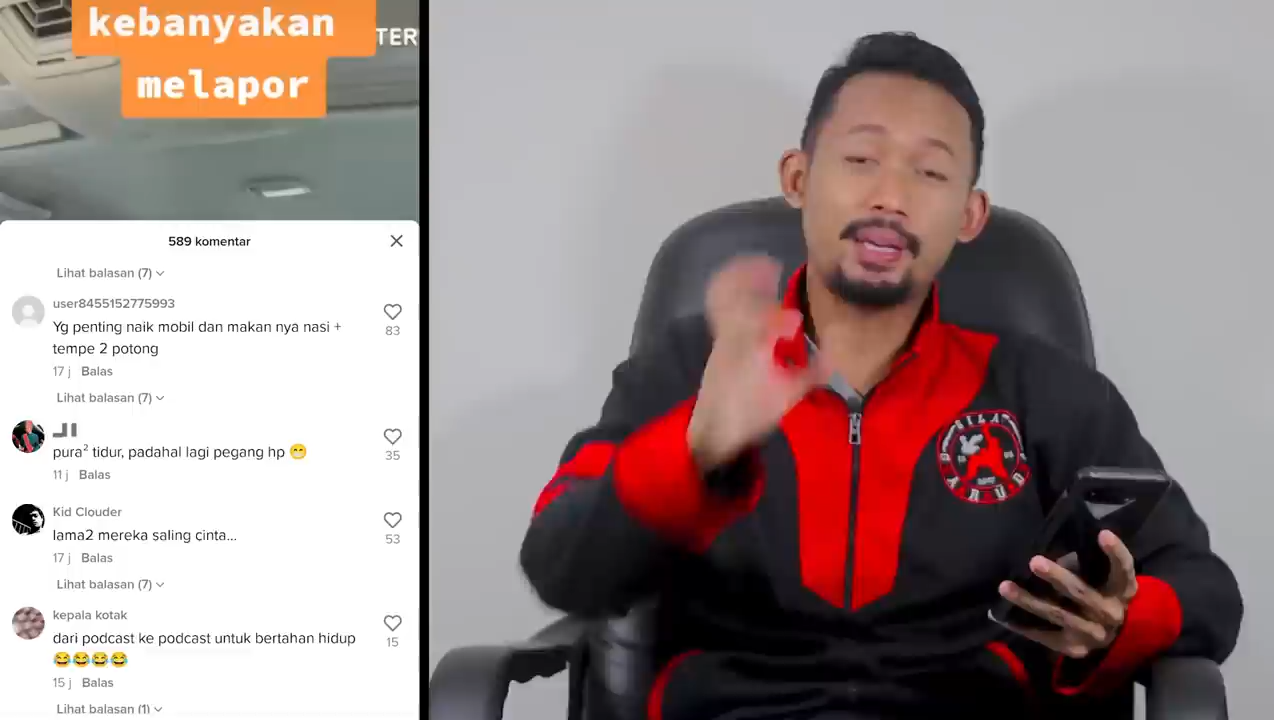 kebanyakan
melapor
TER
589 komentar
Lihat balasan (7)
user8455152775993
Yg penting naik mobil dan makan nya nasi +
tempe 2 potong
83
17 j Balas
Lihat balasan (7)
pura² tidur, padahal lagi pegang hp 😁
35
11 j Balas
Kid Clouder
lama2 mereka saling cinta...
53
17 j Balas
Lihat balasan (7)
kepala kotak
dari podcast ke podcast untuk bertahan hidup
😂😂😂😂
15
15 j Balas
Lihat balasan (1)